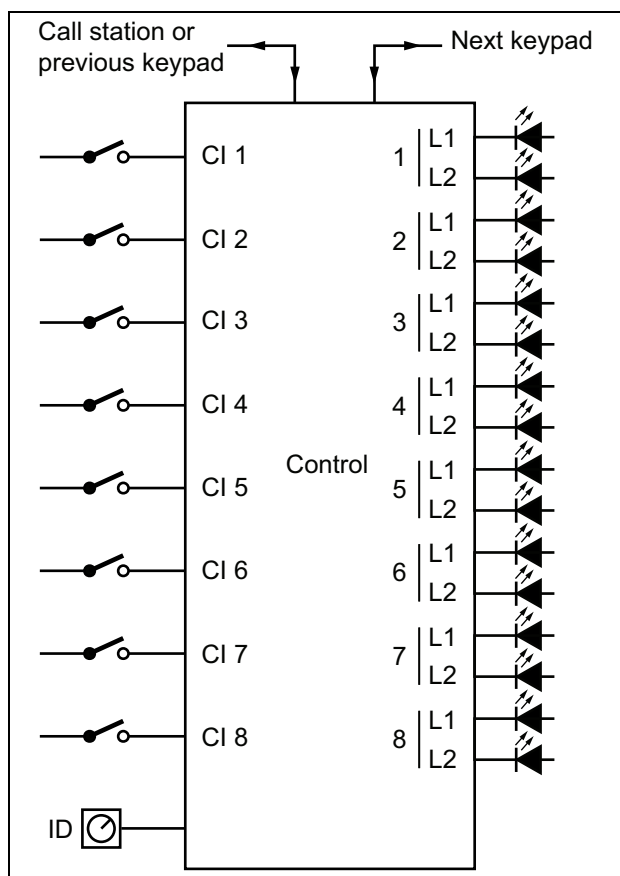 Call station or
previous keypad
Next keypad
CI 1
CI 2
CI 3
CI 4
CI 5
CI 6
CI 7
CI 8
ID
Control
1 L1
L2
2 L1
L2
3 L1
L2
4 L1
L2
5 L1
L2
6 L1
L2
7 L1
L2
8 L1
L2